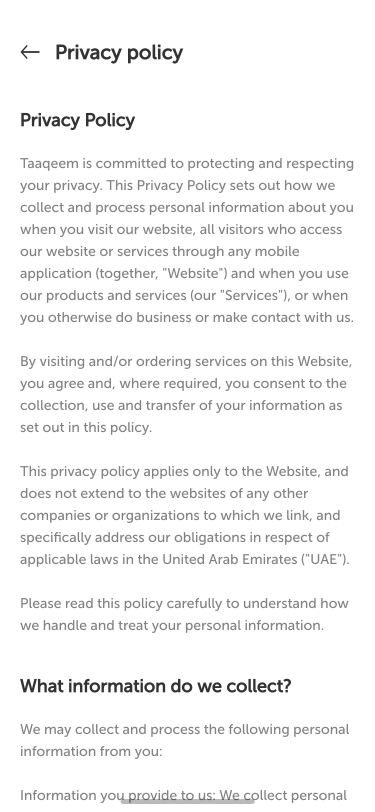 Privacy policy
Privacy Policy
Taaqeem is committed to protecting and respecting
your privacy. This Privacy Policy sets out how we
collect and process personal information about you
when you visit our website, all visitors who access
our website or services through any mobile
application (together, "Website") and when you use
our products and services (our "Services"), or when
you otherwise do business or make contact with us.
By visiting and/or ordering services on this Website,
you agree and, where required, you consent to the
collection, use and transfer of your information as
set out in this policy.
This privacy policy applies only to the Website, and
does not extend to the websites of any other
companies or organizations to which we link, and
specifically address our obligations in respect of
applicable laws in the United Arab Emirates ("UAE").
Please read this policy carefully to understand how
we handle and treat your personal information.
What information do we collect?
We may collect and process the following personal
information from you:
Information you provide to us: We collect personal